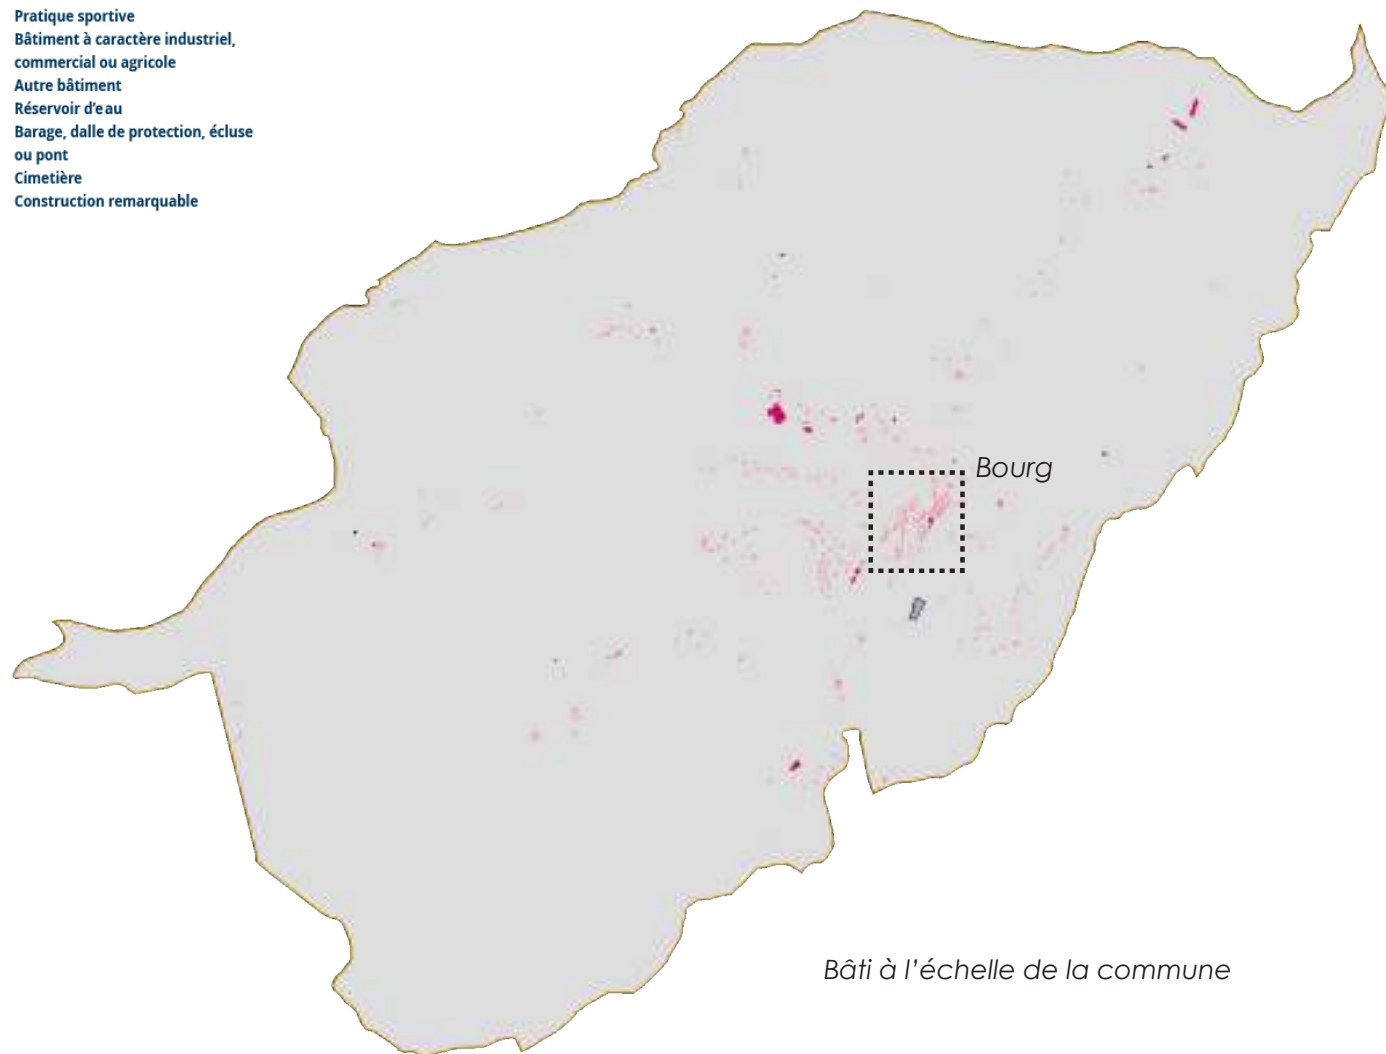 Pratique sportive
Bâtiment à caractère industriel,
commercial ou agricole
Autre bâtiment
Réservoir d'eau
Barage, dalle de protection, écluse
ou pont
Cimetière
Construction remarquable
Bourg
Bâti à l'échelle de la commune